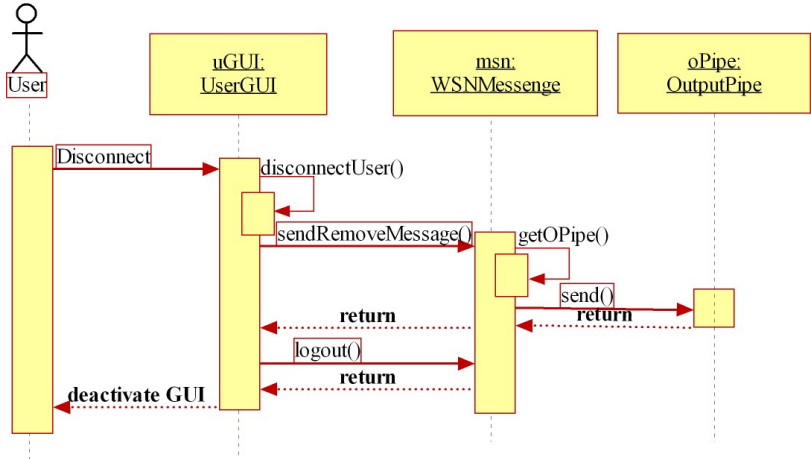 uGUI:
UserGUI
msn:
WSNMessenge
oPipe:
OutputPipe
User
Disconnect
disconnectUser()
sendRemoveMessage()
getOPipe()
send()
return
return
logout()
return
deactivate GUI